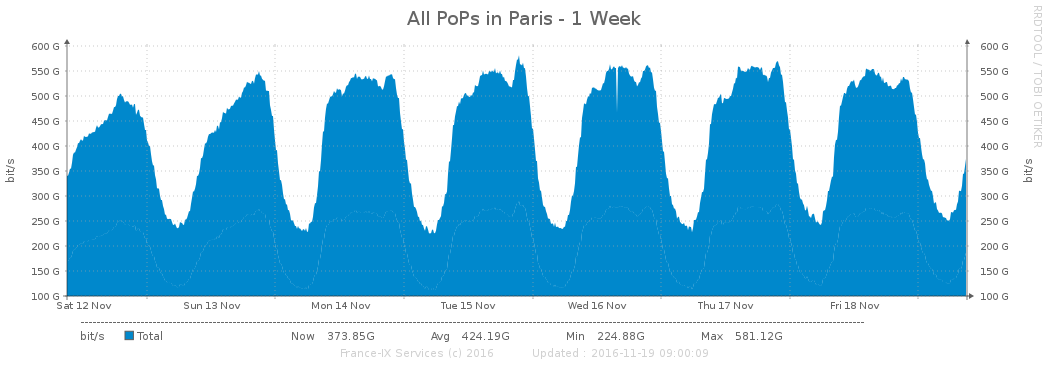 All PoPs in Paris - 1 Week
RRDTOOL / TOBI OETIKER
600 G 600 G
550 G 550 G
500 G 500 G
450 G 450 G
400 G 400 G
350 G 350 G
300 G 300 G
250 G 250 G
200 G 200 G
150 G 150 G
100 G 100 G
bit/s
bit/s
Sat 12 Nov Sun 13 Nov Mon 14 Nov Tue 15 Nov Wed 16 Nov Thu 17 Nov Fri 18 Nov
bit/s Total Now 373.85G Avg 424.19G Min 224.88G Max 581.12G
France-IX Services (c) 2016 Updated : 2016-11-19 09:00:09